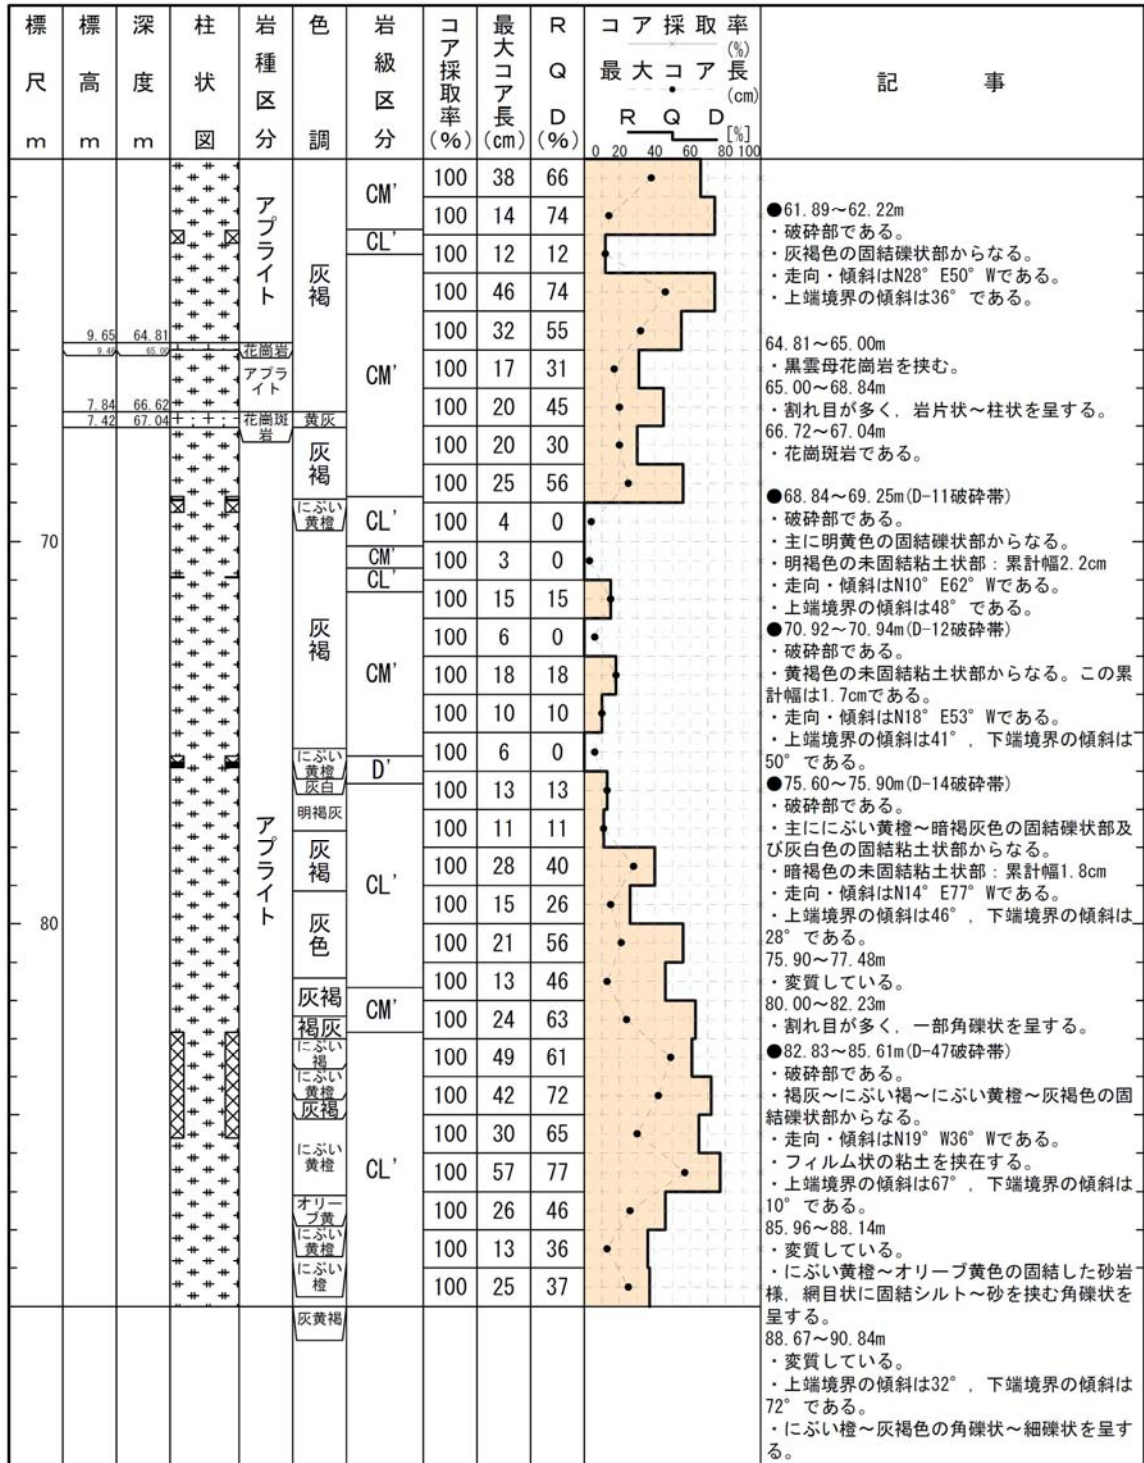 標尺m
標高m
深度m
柱状図
岩種区分
色調
岩級区分
コア採取率(%)
最大コア長(cm)
RQD(%)
コア採取率(%)
最大コア長(cm)
RQD[%]
0 20 40 60 80 100
記事
アプライト
灰褐
CM'
CL'
CM'
9.65 64.81
9.46 65.00
花崗岩
アプライト
7.84 66.62
7.42 67.04
花崗斑岩
黄灰
灰褐
にぶい黄橙
CL'
70
CM'
CL'
灰褐
CM'
にぶい黄橙
D'
灰白
明褐灰
アプライト
灰褐
CL'
80
灰色
灰褐
CM'
褐灰
にぶい褐
にぶい黄橙
灰褐
にぶい黄橙
CL'
オリーブ黄
にぶい黄橙
にぶい橙
灰黄褐
100 38 66
100 14 74
100 12 12
100 46 74
100 32 55
100 17 31
100 20 45
100 20 30
100 25 56
100 4 0
100 3 0
100 15 15
100 6 0
100 18 18
100 10 10
100 6 0
100 13 13
100 11 11
100 28 40
100 15 26
100 21 56
100 13 46
100 24 63
100 49 61
100 42 72
100 30 65
100 57 77
100 26 46
100 13 36
100 25 37
●61.89～62.22m
・破砕部である。
・灰褐色の固結礫状部からなる。
・走向・傾斜はN28°E50°Wである。
・上端境界の傾斜は36°である。
64.81～65.00m
・黒雲母花崗岩を挟む。
65.00～68.84m
・割れ目が多く，岩片状～柱状を呈する。
66.72～67.04m
・花崗斑岩である。
●68.84～69.25m(D-11破砕帯)
・破砕部である。
・主に明黄色の固結礫状部からなる。
・明褐色の未固結粘土状部：累計幅2.2cm
・走向・傾斜はN10°E62°Wである。
・上端境界の傾斜は48°である。
●70.92～70.94m(D-12破砕帯)
・破砕部である。
・黄褐色の未固結粘土状部からなる。この累
計幅は1.7cmである。
・走向・傾斜はN18°E53°Wである。
・上端境界の傾斜は41°，下端境界の傾斜は
50°である。
●75.60～75.90m(D-14破砕帯)
・破砕部である。
・主ににぶい黄橙～暗褐灰色の固結礫状部及
び灰白色の固結粘土状部からなる。
・暗褐色の未固結粘土状部：累計幅1.8cm
・走向・傾斜はN14°E77°Wである。
・上端境界の傾斜は46°，下端境界の傾斜は
28°である。
75.90～77.48m
・変質している。
80.00～82.23m
・割れ目が多く，一部角礫状を呈する。
●82.83～85.61m(D-47破砕帯)
・破砕部である。
・褐灰～にぶい褐～にぶい黄橙～灰褐色の固
結礫状部からなる。
・走向・傾斜はN19°W36°Wである。
・フィルム状の粘土を挟在する。
・上端境界の傾斜は67°，下端境界の傾斜は
10°である。
85.96～88.14m
・変質している。
・にぶい黄橙～オリーブ黄色の固結した砂岩
様，網目状に固結シルト～砂を挟む角礫状を
呈する。
88.67～90.84m
・変質している。
・上端境界の傾斜は32°，下端境界の傾斜は
72°である。
・にぶい橙～灰褐色の角礫状～細礫状を呈す
る。